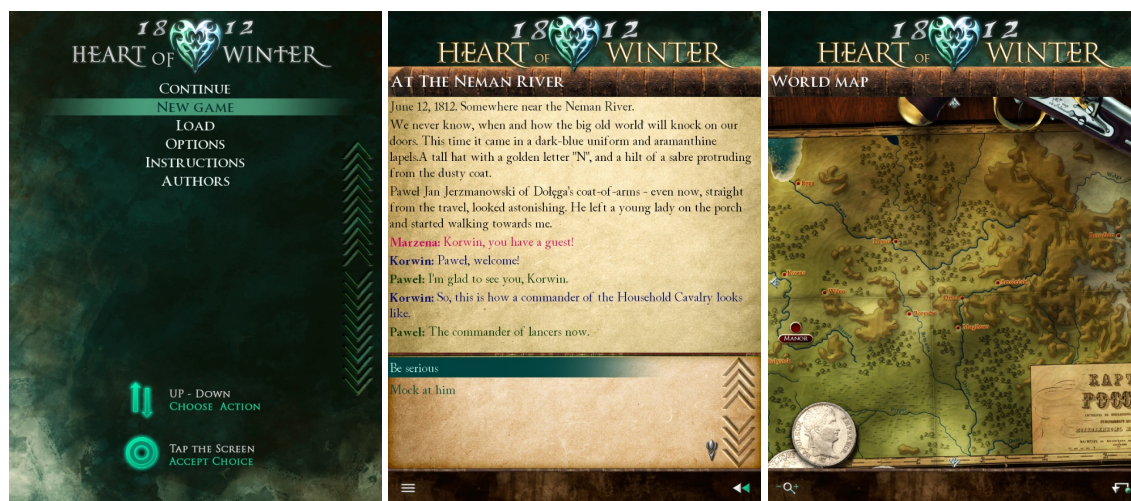 1812
HEART OF WINTER
CONTINUE
NEW GAME
LOAD
OPTIONS
INSTRUCTIONS
AUTHORS
UP - DOWN
CHOOSE ACTION
TAP THE SCREEN
ACCEPT CHOICE
1812
HEART OF WINTER
AT THE NEMAN RIVER
June 12, 1812. Somewhere near the Neman River.
We never know, when and how the big old world will knock on our
doors. This time it came in a dark-blue uniform and aramanthine
lapels.A tall hat with a golden letter "N", and a hilt of a sabre protruding
from the dusty coat.
Paweł Jan Jerzmanowski of Dołęga's coat-of-arms - even now, straight
from the travel, looked astonishing. He left a young lady on the porch
and started walking towards me.
Marzena: Korwin, you have a guest!
Korwin: Paweł, welcome!
Paweł: I'm glad to see you, Korwin.
Korwin: So, this is how a commander of the Household Cavalry looks
like.
Paweł: The commander of lancers now.
Be serious
Mock at him
1812
HEART OF WINTER
WORLD MAP
MANOR